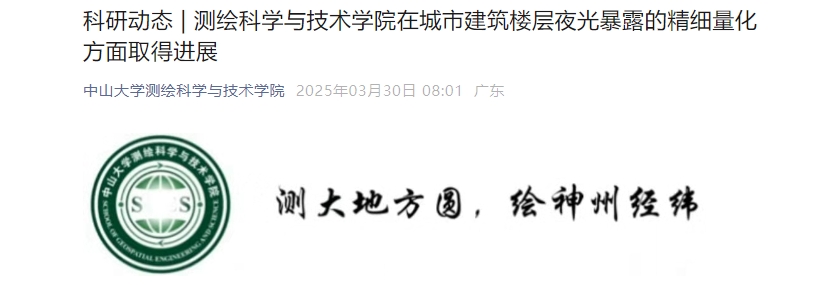 科研动态 | 测绘科学与技术学院在城市建筑楼层夜光暴露的精细量化
方面取得进展
中山大学测绘科学与技术学院 2025年03月30日 08:01 广东
中山大学测绘科学与技术学院
SCHOOL OF GEOSPATIAL ENGINEERING AND SCIENCE
测大地方圆，绘神州经纬